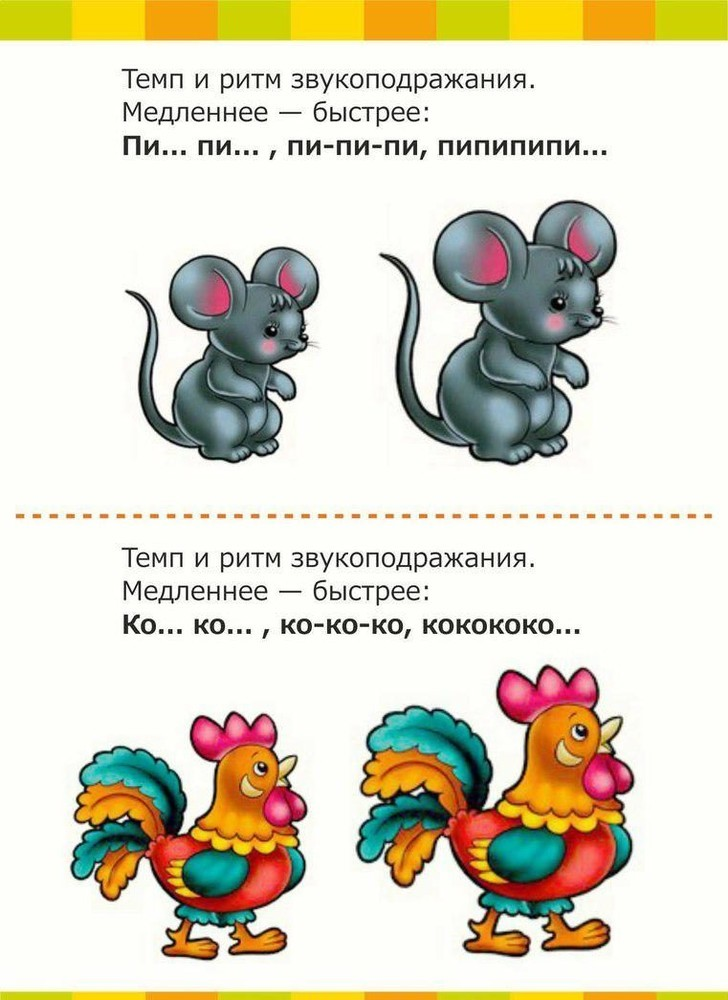 Темп и ритм звукоподражания.
Медленнее — быстрее:
Пи... пи... , пи-пи-пи, пипипипи...
Темп и ритм звукоподражания.
Медленнее — быстрее:
Ко... ко... , ко-ко-ко, кокококо...